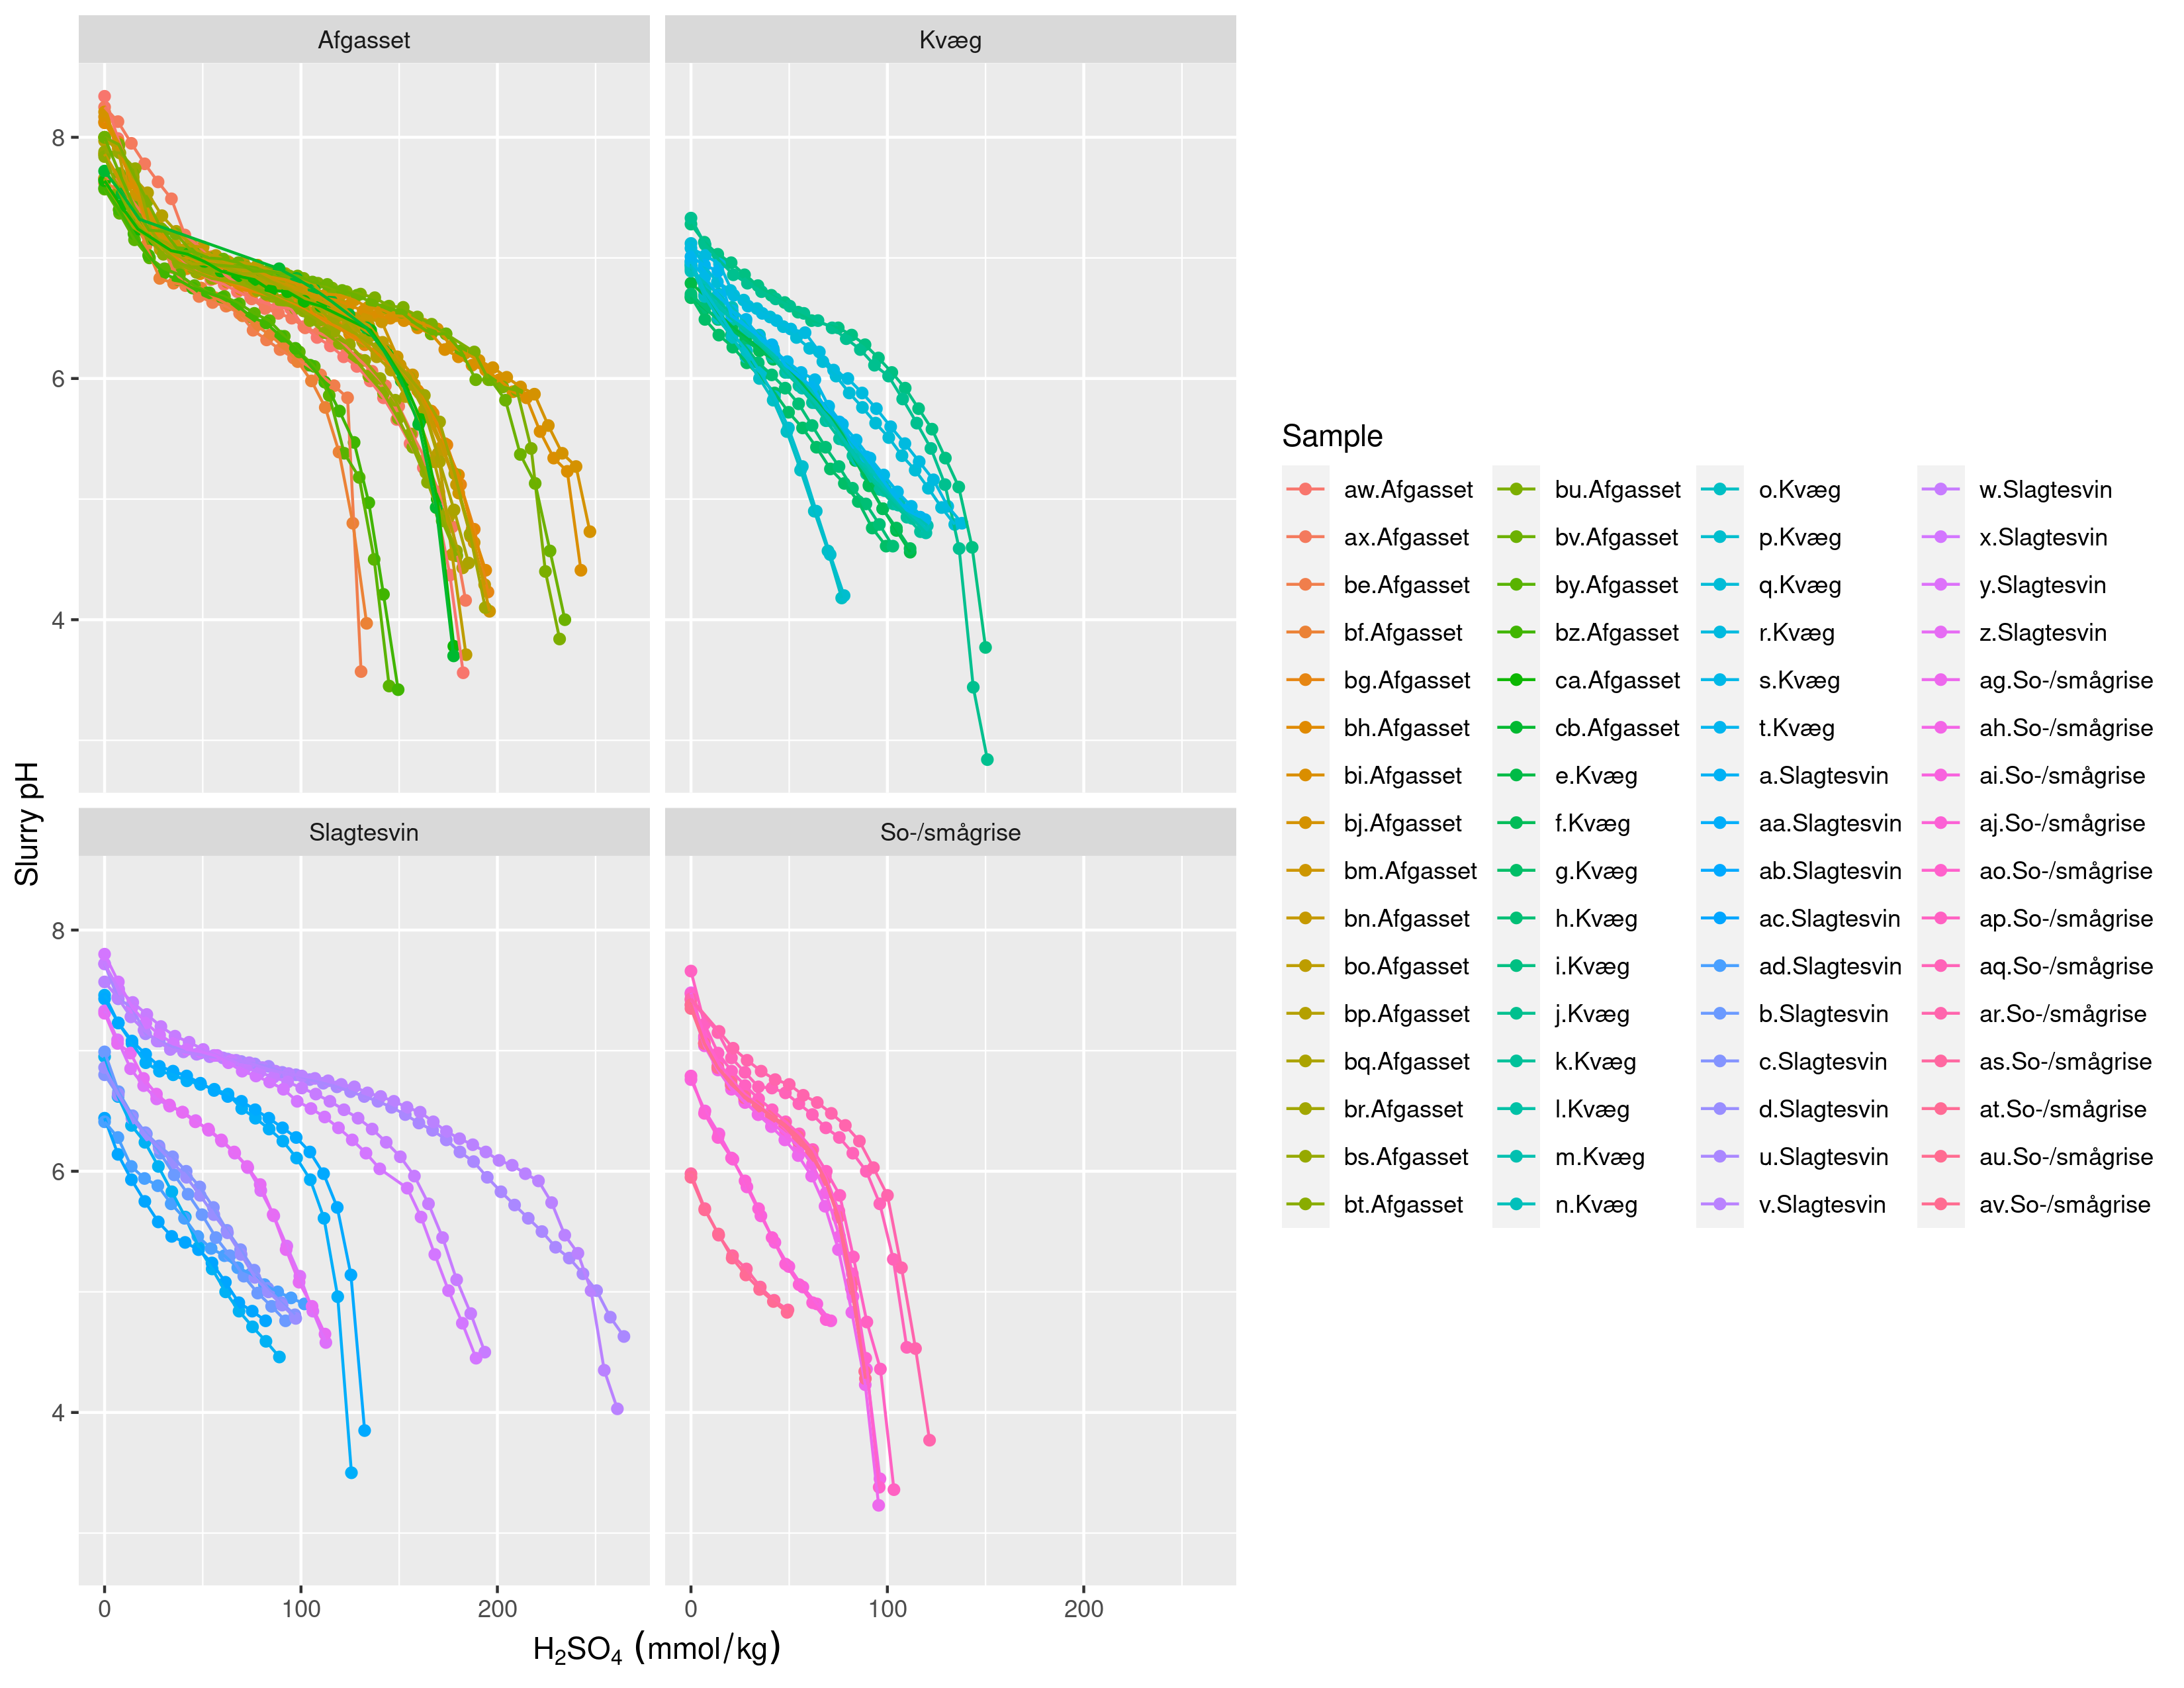 Afgasset
Kvæg
8
6
4
Slurry pH
Slagtesvin
So-/smågrise
8
6
4
0 100 200
0 100 200
H₂SO₄ (mmol/kg)
Sample
aw.Afgasset
ax.Afgasset
be.Afgasset
bf.Afgasset
bg.Afgasset
bh.Afgasset
bi.Afgasset
bj.Afgasset
bm.Afgasset
bn.Afgasset
bo.Afgasset
bp.Afgasset
bq.Afgasset
br.Afgasset
bs.Afgasset
bt.Afgasset
bu.Afgasset
bv.Afgasset
by.Afgasset
bz.Afgasset
ca.Afgasset
cb.Afgasset
e.Kvæg
f.Kvæg
g.Kvæg
h.Kvæg
i.Kvæg
j.Kvæg
k.Kvæg
l.Kvæg
m.Kvæg
n.Kvæg
o.Kvæg
p.Kvæg
q.Kvæg
r.Kvæg
s.Kvæg
t.Kvæg
a.Slagtesvin
aa.Slagtesvin
ab.Slagtesvin
ac.Slagtesvin
ad.Slagtesvin
b.Slagtesvin
c.Slagtesvin
d.Slagtesvin
u.Slagtesvin
v.Slagtesvin
w.Slagtesvin
x.Slagtesvin
y.Slagtesvin
z.Slagtesvin
ag.So-/smågrise
ah.So-/smågrise
ai.So-/smågrise
aj.So-/smågrise
ao.So-/smågrise
ap.So-/smågrise
aq.So-/smågrise
ar.So-/smågrise
as.So-/smågrise
at.So-/smågrise
au.So-/smågrise
av.So-/smågrise